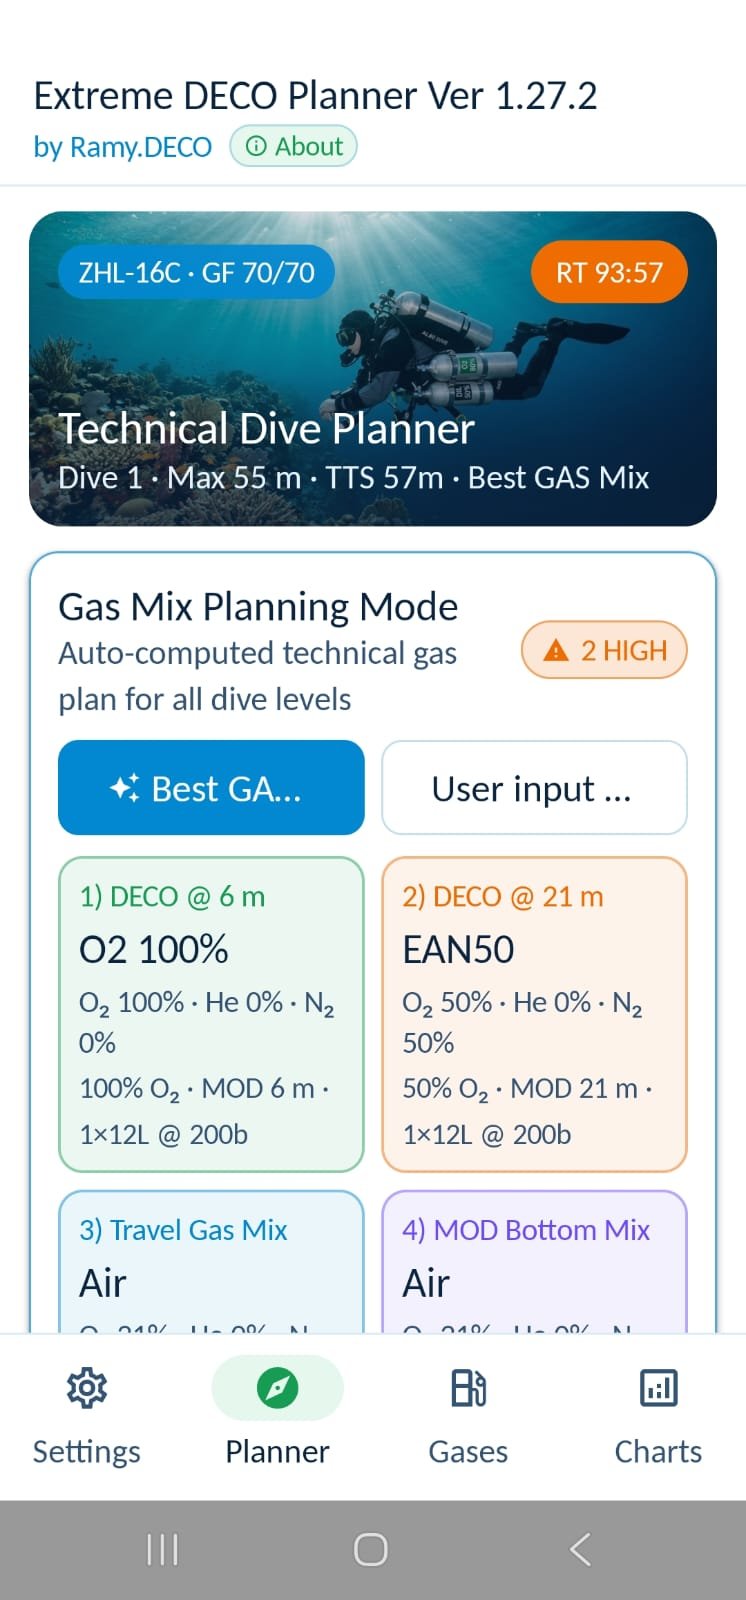 Extreme DECO Planner Ver 1.27.2
by Ramy.DECO
About
ZHL-16C · GF 70/70
RT 93:57
Technical Dive Planner
Dive 1 · Max 55 m · TTS 57m · Best GAS Mix
Gas Mix Planning Mode
Auto-computed technical gas
plan for all dive levels
2 HIGH
Best GA...
User input ...
1) DECO @ 6 m
O2 100%
O₂ 100% · He 0% · N₂
0%
100% O₂ · MOD 6 m ·
1×12L @ 200b
2) DECO @ 21 m
EAN50
O₂ 50% · He 0% · N₂
50%
50% O₂ · MOD 21 m ·
1×12L @ 200b
3) Travel Gas Mix
Air
4) MOD Bottom Mix
Air
Settings
Planner
Gases
Charts